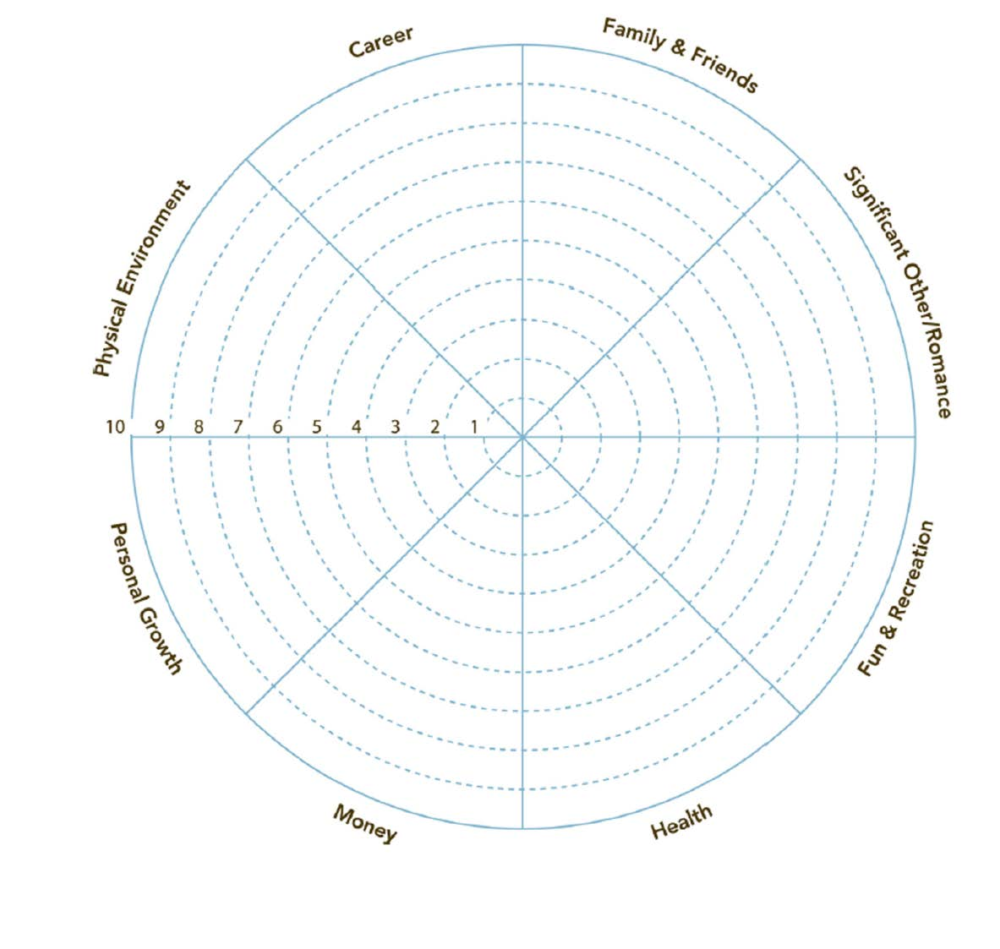 Career
Family & Friends
Physical Environment
Significant Other/Romance
10 9 8 7 6 5 4 3 2 1
Personal Growth
Fun & Recreation
Money
Health